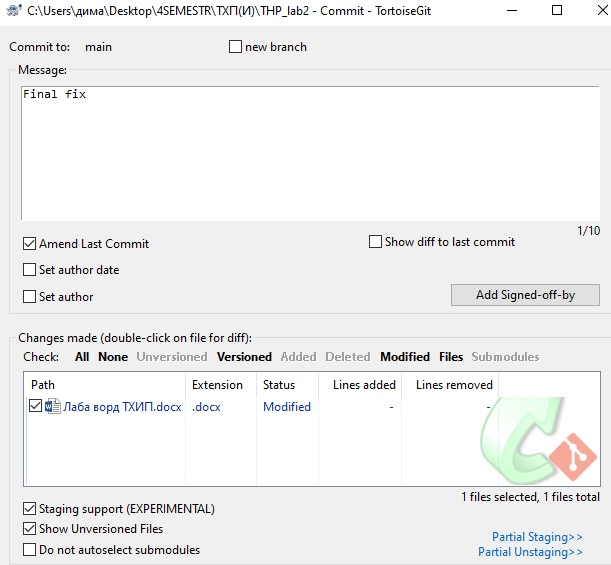 C:\Users\дима\Desktop\4SEMESTR\ТХП(И)\THP_lab2 - Commit - TortoiseGit
Commit to: main new branch
Message:
Final fix
1/10
Amend Last Commit Show diff to last commit
Set author date
Set author Add Signed-off-by
Changes made (double-click on file for diff):
Check: All None Unversioned Versioned Added Deleted Modified Files Submodules
Path Extension Status Lines added Lines removed
Лаба ворд ТХИП.docx .docx Modified - -
1 files selected, 1 files total
Staging support (EXPERIMENTAL)
Show Unversioned Files
Do not autoselect submodules
Partial Staging>>
Partial Unstaging>>